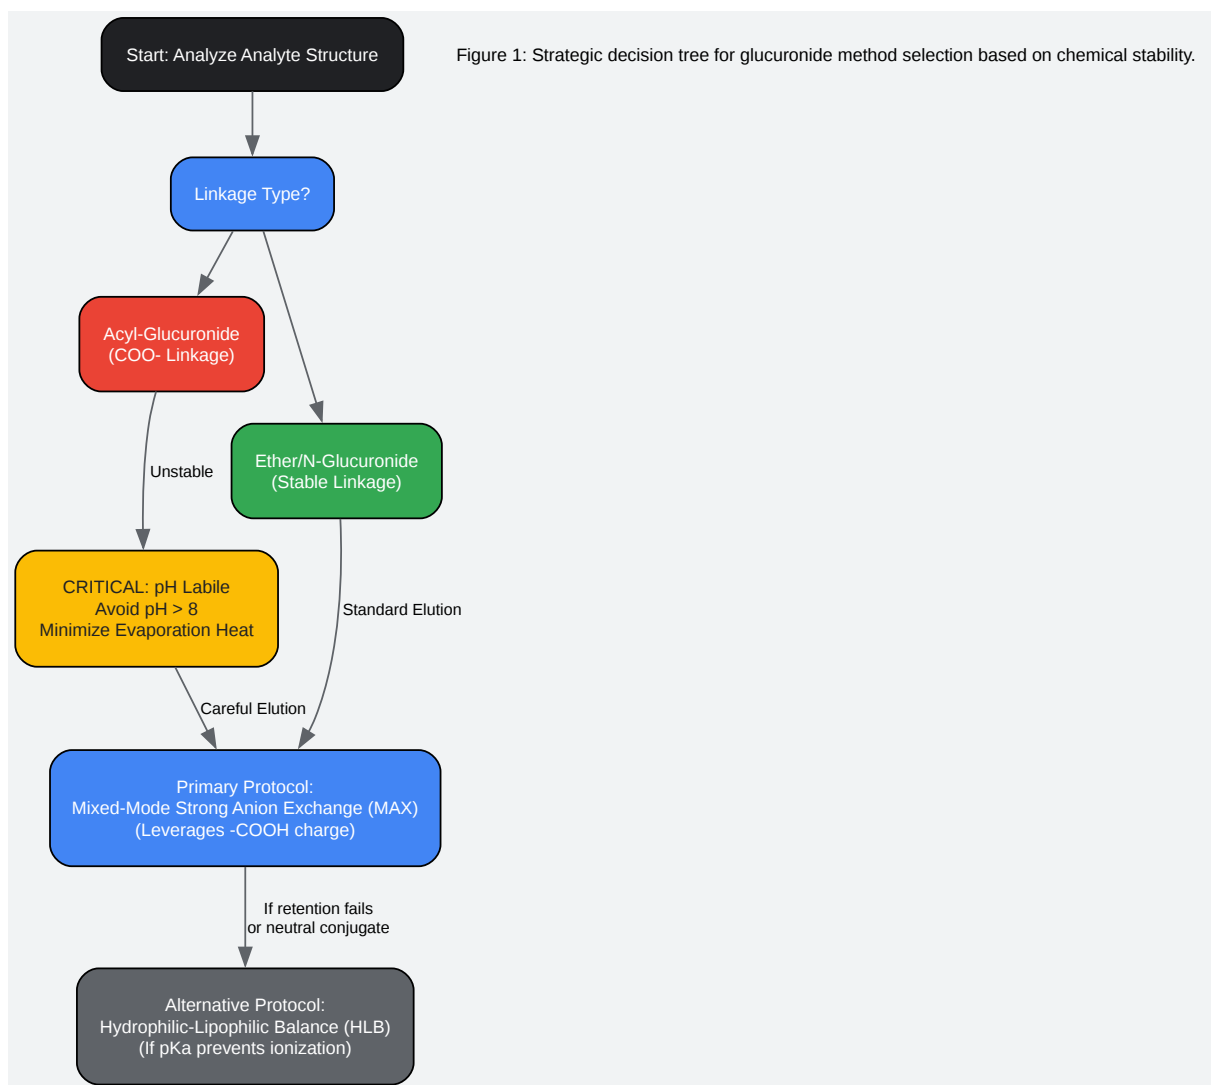 Start: Analyze Analyte Structure
Figure 1: Strategic decision tree for glucuronide method selection based on chemical stability.
Linkage Type?
Acyl-Glucuronide
(COO- Linkage)
Ether/N-Glucuronide
(Stable Linkage)
Unstable
CRITICAL: pH Labile
Avoid pH > 8
Minimize Evaporation Heat
Standard Elution
Careful Elution
Primary Protocol:
Mixed-Mode Strong Anion Exchange (MAX)
(Leverages -COOH charge)
If retention fails
or neutral conjugate
Alternative Protocol:
Hydrophilic-Lipophilic Balance (HLB)
(If pKa prevents ionization)